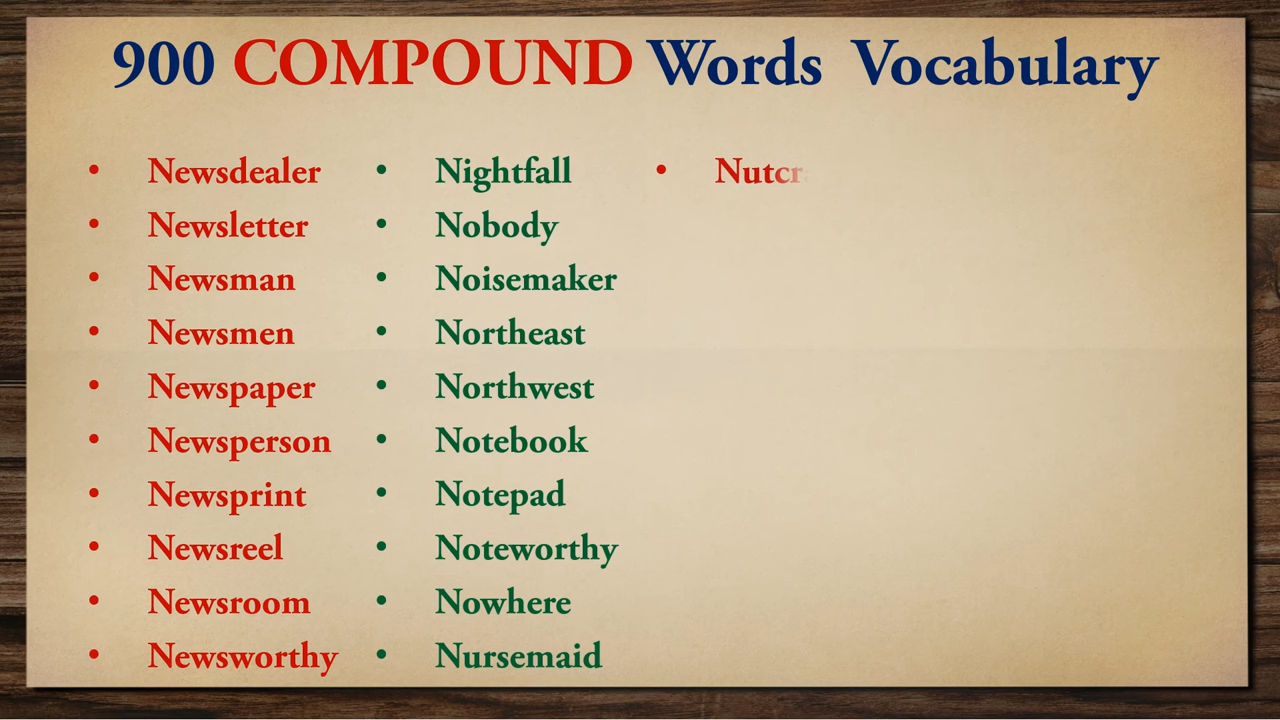 900 COMPOUND Words Vocabulary
• Newsdealer
• Newsletter
• Newsman
• Newsmen
• Newspaper
• Newsperson
• Newsprint
• Newsreel
• Newsroom
• Newsworthy
• Nightfall
• Nobody
• Noisemaker
• Northeast
• Northwest
• Notebook
• Notepad
• Noteworthy
• Nowhere
• Nursemaid
• Nutcr